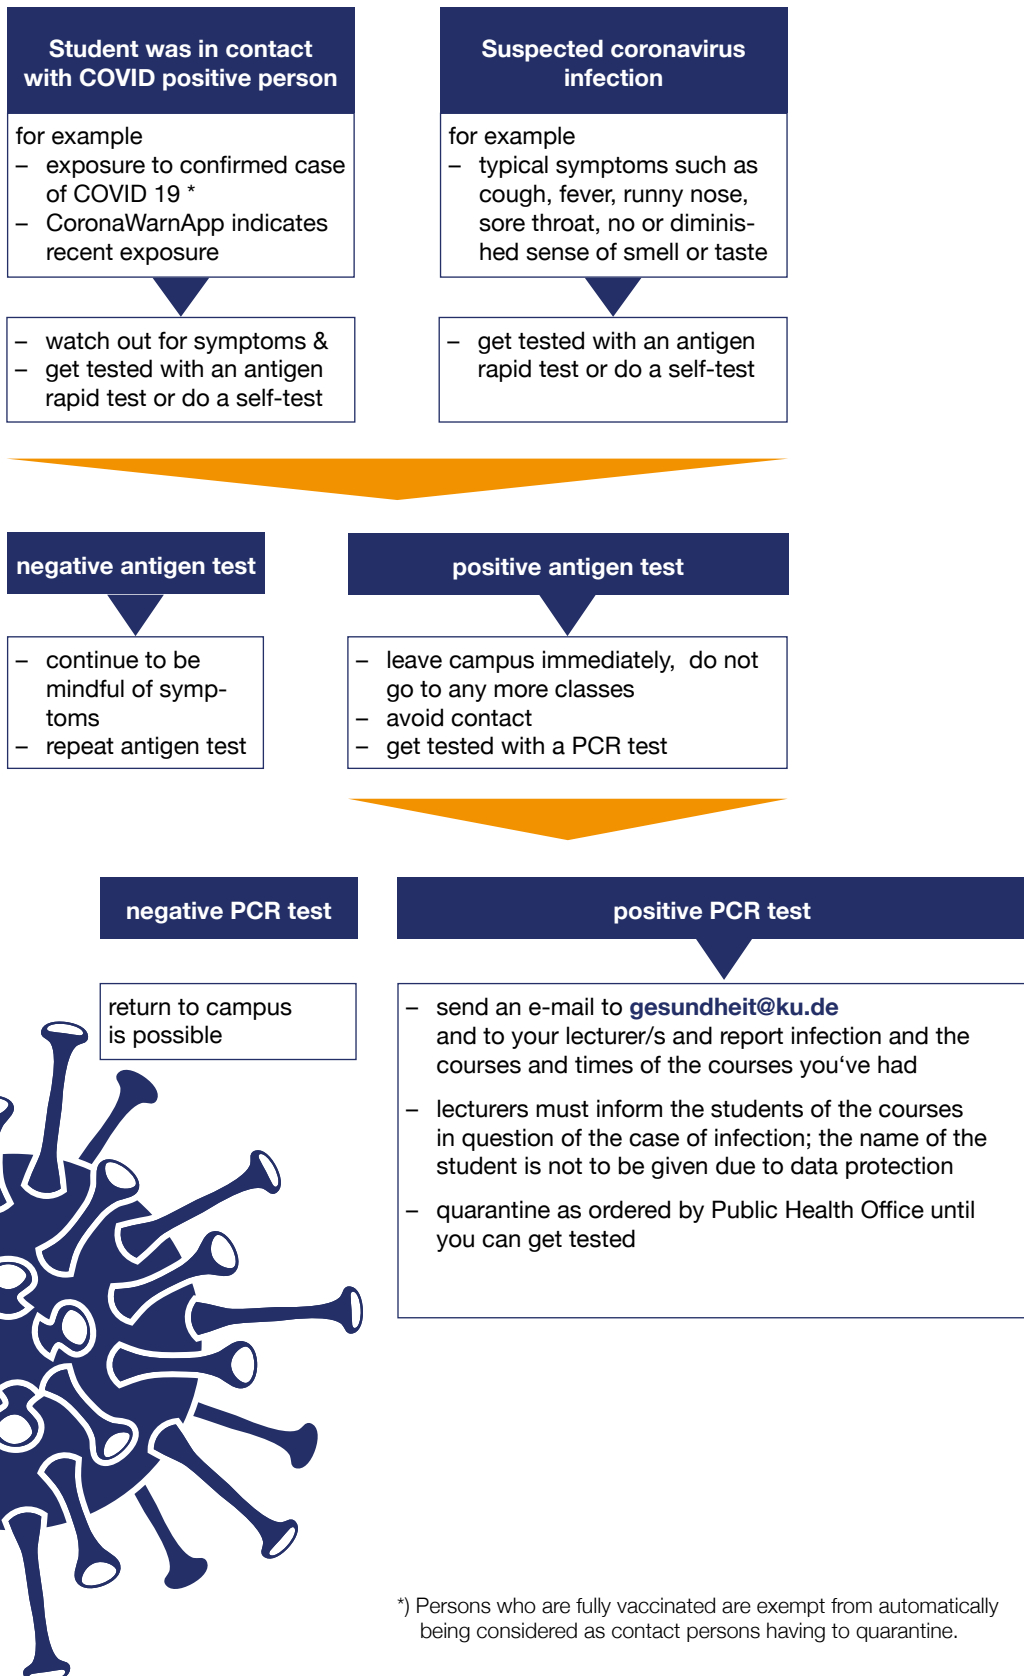 Student was in contact
with COVID positive person
for example
– exposure to confirmed case
of COVID 19 *
– CoronaWarnApp indicates
recent exposure
– watch out for symptoms &
– get tested with an antigen
rapid test or do a self-test
Suspected coronavirus
infection
for example
– typical symptoms such as
cough, fever, runny nose,
sore throat, no or diminis-
hed sense of smell or taste
– get tested with an antigen
rapid test or do a self-test
negative antigen test
– continue to be
mindful of symp-
toms
– repeat antigen test
positive antigen test
– leave campus immediately,  do not
go to any more classes
– avoid contact
– get tested with a PCR test
negative PCR test
return to campus
is possible
positive PCR test
– send an e-mail to gesundheit@ku.de
and to your lecturer/s and report infection and the
courses and times of the courses you‘ve had
– lecturers must inform the students of the courses
in question of the case of infection; the name of the
student is not to be given due to data protection
– quarantine as ordered by Public Health Office until
you can get tested
*) Persons who are fully vaccinated are exempt from automatically
being considered as contact persons having to quarantine.